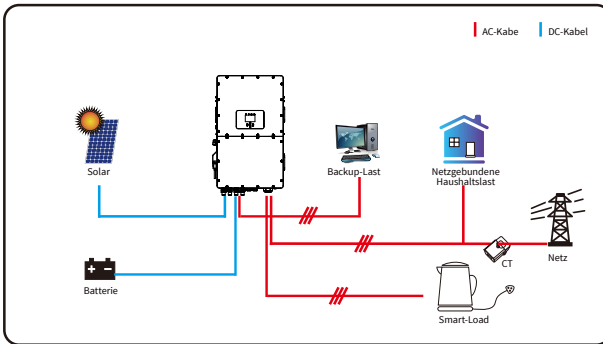 AC-Kabe
DC-Kabel
Solar
Backup-Last
Netzgebundene
Haushaltslast
CT
Netz
Batterie
Smart-Load